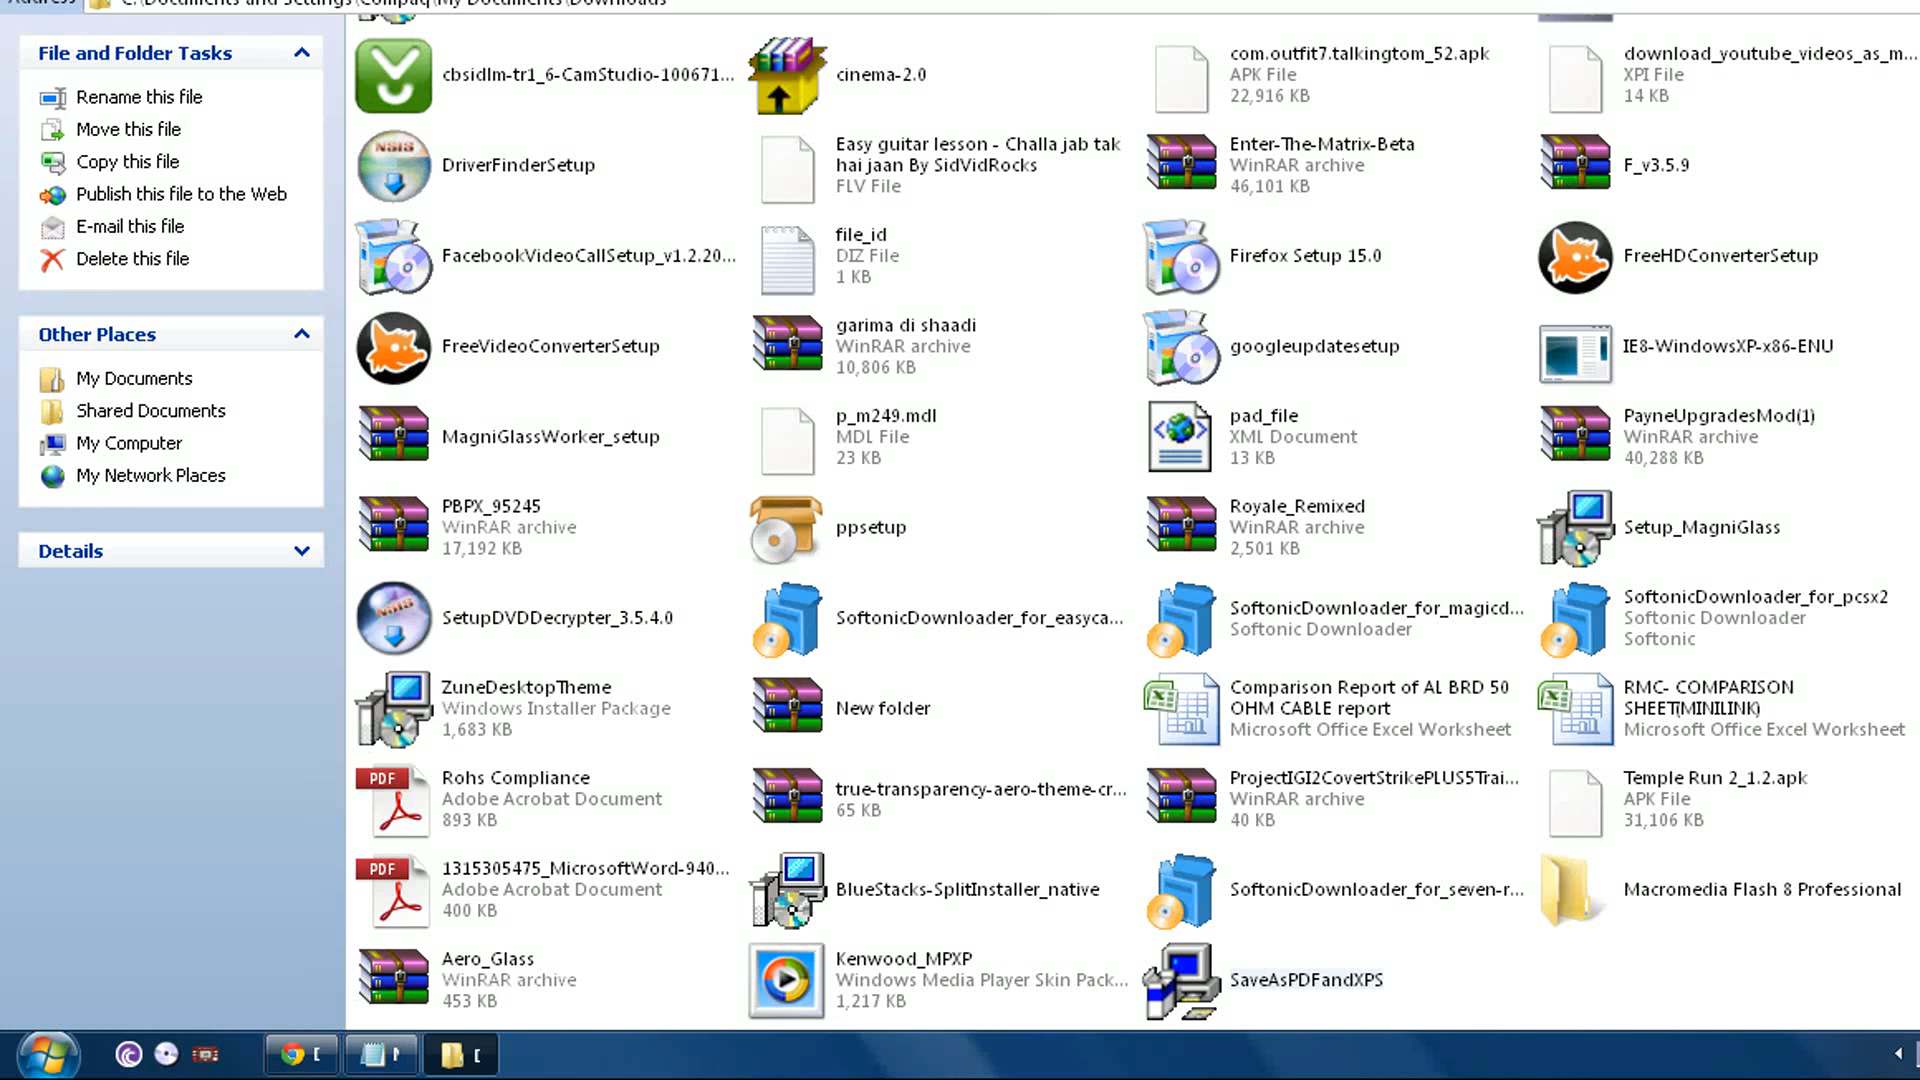 C:\Documents and Settings\Compaq\My Documents\Downloads
File and Folder Tasks
Rename this file
Move this file
Copy this file
Publish this file to the Web
E-mail this file
Delete this file
Other Places
My Documents
Shared Documents
My Computer
My Network Places
Details
cbsidlm-tr1_6-CamStudio-100671...
cinema-2.0
com.outfit7.talkingtom_52.apk
APK File
22,916 KB
download_youtube_videos_as_m...
XPI File
14 KB
NSIS
DriverFinderSetup
Easy guitar lesson - Challa jab tak
hai jaan By SidVidRocks
FLV File
Enter-The-Matrix-Beta
WinRAR archive
46,101 KB
F_v3.5.9
FacebookVideoCallSetup_v1.2.20...
file_id
DIZ File
1 KB
Firefox Setup 15.0
FreeHDConverterSetup
FreeVideoConverterSetup
garima di shaadi
WinRAR archive
10,806 KB
googleupdatesetup
IE8-WindowsXP-x86-ENU
MagniGlassWorker_setup
p_m249.mdl
MDL File
23 KB
pad_file
XML Document
13 KB
PayneUpgradesMod(1)
WinRAR archive
40,288 KB
PBPX_95245
WinRAR archive
17,192 KB
ppsetup
Royale_Remixed
WinRAR archive
2,501 KB
Setup_MagniGlass
NSIS
SetupDVDDecrypter_3.5.4.0
SoftonicDownloader_for_easyca...
SoftonicDownloader_for_magicd...
Softonic Downloader
SoftonicDownloader_for_pcsx2
Softonic Downloader
Softonic
ZuneDesktopTheme
Windows Installer Package
1,683 KB
New folder
Comparison Report of AL BRD 50
OHM CABLE report
Microsoft Office Excel Worksheet
RMC- COMPARISON
SHEET(MINILINK)
Microsoft Office Excel Worksheet
PDF
Rohs Compliance
Adobe Acrobat Document
893 KB
true-transparency-aero-theme-cr...
65 KB
ProjectIGI2CovertStrikePLUS5Trai...
WinRAR archive
40 KB
Temple Run 2_1.2.apk
APK File
31,106 KB
PDF
1315305475_MicrosoftWord-940...
Adobe Acrobat Document
400 KB
BlueStacks-SplitInstaller_native
SoftonicDownloader_for_seven-r...
Macromedia Flash 8 Professional
Aero_Glass
WinRAR archive
453 KB
Kenwood_MPXP
Windows Media Player Skin Pack...
1,217 KB
SaveAsPDFandXPS